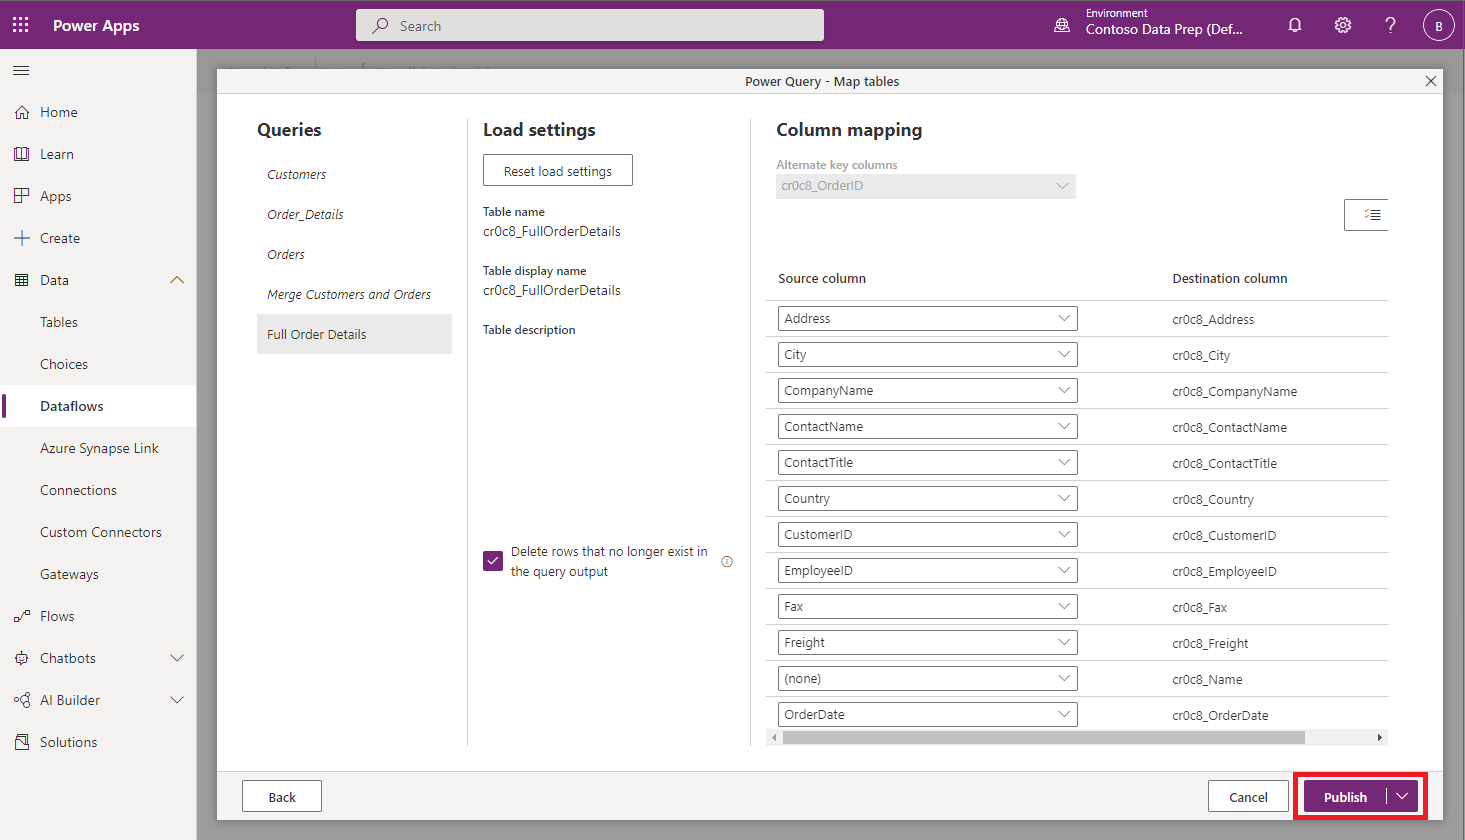 Power Apps
Search
Environment
Contoso Data Prep (Def...
?
B
Home
Learn
Apps
Create
Data
Tables
Choices
Dataflows
Azure Synapse Link
Connections
Custom Connectors
Gateways
Flows
Chatbots
AI Builder
Solutions
Power Query - Map tables
Queries
Customers
Order_Details
Orders
Merge Customers and Orders
Full Order Details
Load settings
Reset load settings
Table name
cr0c8_FullOrderDetails
Table display name
cr0c8_FullOrderDetails
Table description
Delete rows that no longer exist in
the query output
Column mapping
Alternate key columns
cr0c8_OrderID
Source column Destination column
Address cr0c8_Address
City cr0c8_City
CompanyName cr0c8_CompanyName
ContactName cr0c8_ContactName
ContactTitle cr0c8_ContactTitle
Country cr0c8_Country
CustomerID cr0c8_CustomerID
EmployeeID cr0c8_EmployeeID
Fax cr0c8_Fax
Freight cr0c8_Freight
(none) cr0c8_Name
OrderDate cr0c8_OrderDate
Back
Cancel
Publish